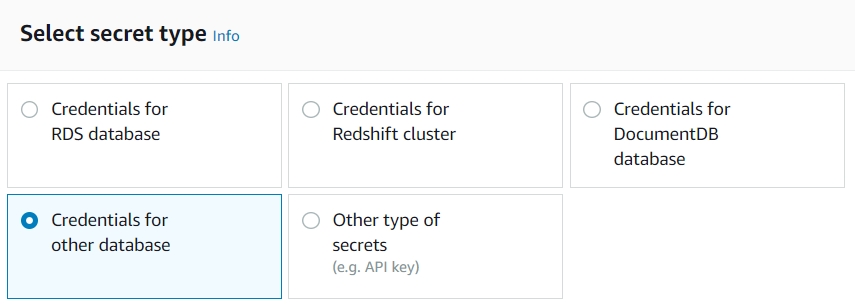 Select secret type Info
Credentials for
RDS database
Credentials for
Redshift cluster
Credentials for
DocumentDB
database
Credentials for
other database
Other type of
secrets
(e.g. API key)